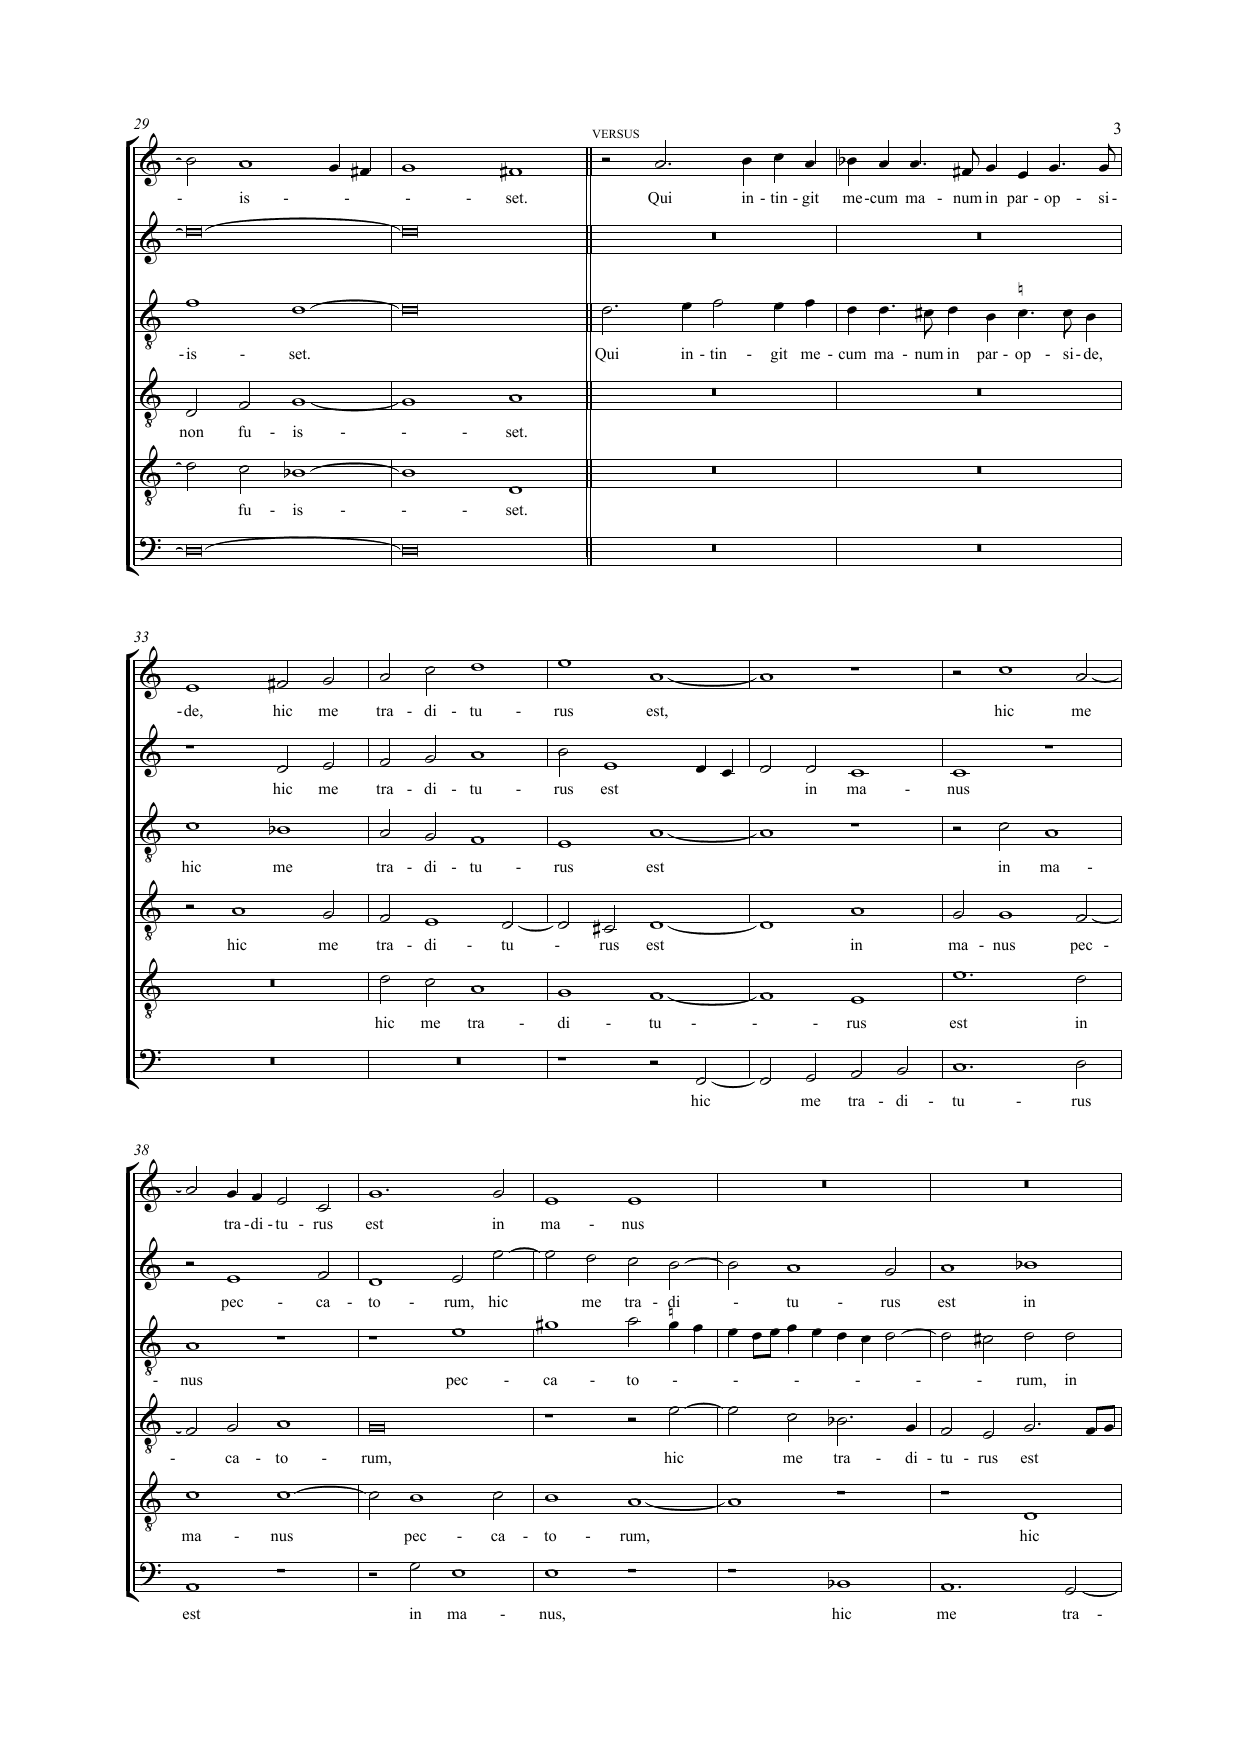 29
VERSUS
3
- is - - - set. Qui in - tin - git me - cum ma - num in par - op - si -
- is - set. Qui in - tin - git me - cum ma - num in par - op - si - de,
non fu - is - - - set.
fu - is - - - set.
33
- de, hic me tra - di - tu - rus est, hic me
hic me tra - di - tu - rus est in ma - nus
hic me tra - di - tu - rus est in ma -
hic me tra - di - tu - rus est in ma - nus pec -
hic me tra - di - tu - - - rus est in
hic me tra - di - tu - rus
38
tra - di - tu - rus est in ma - nus
pec - ca - to - rum, hic me tra - di - tu - rus est in
- nus pec - ca - to - - - - - - rum, in
- ca - to - rum, hic me tra - di - tu - rus est
ma - nus pec - ca - to - rum, hic
est in ma - nus, hic me tra -